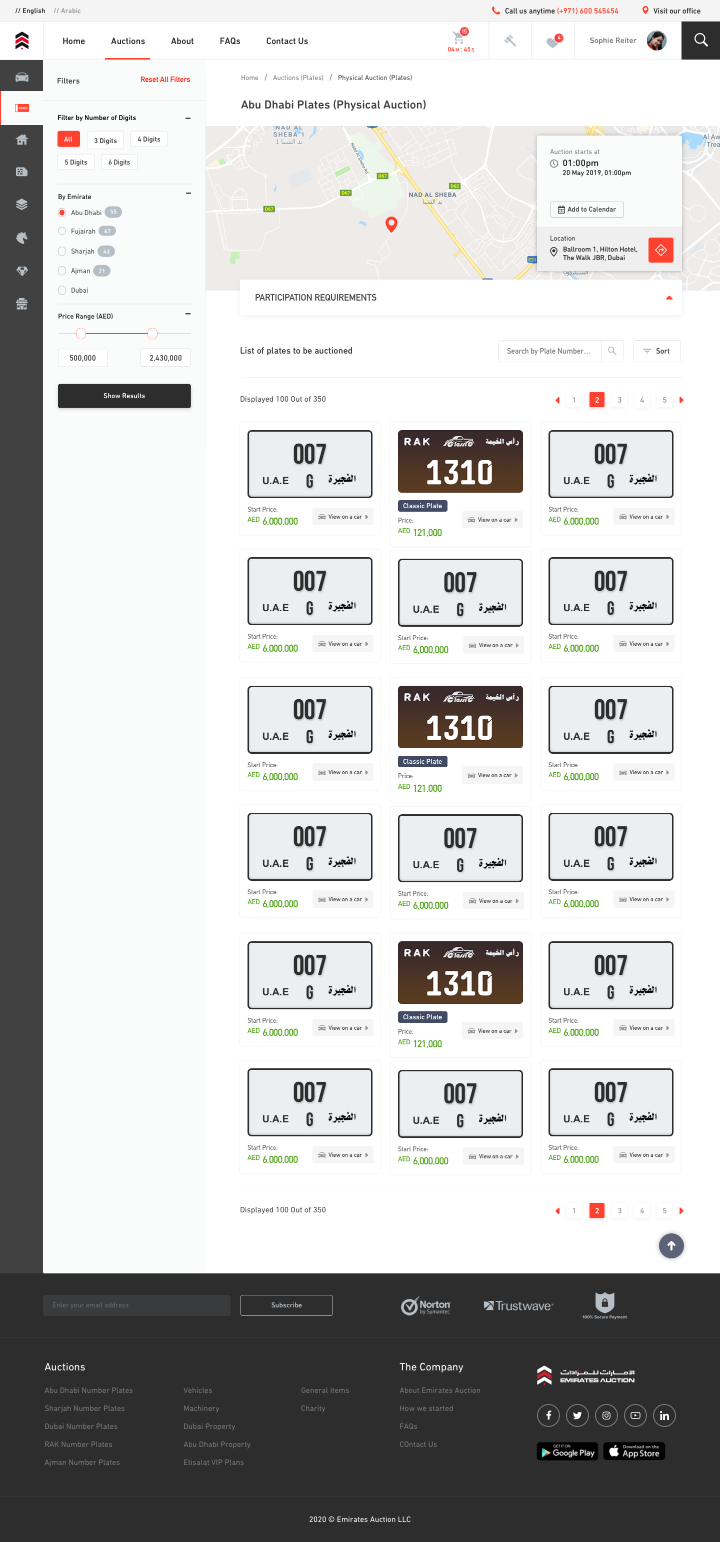 // English // Arabic
Call us anytime (+971) 600 545454
Visit our office
Home Auctions About FAQs Contact Us
15
04M : 45s
4
Sophie Reiter
Filters Reset All Filters
Filter by Number of Digits
All 3 Digits 4 Digits
5 Digits 6 Digits
By Emirate
Abu Dhabi 55
Fujairah 47
Sharjah 43
Ajman 21
Dubai
Price Range (AED)
500,000 2,430,000
Show Results
Home / Auctions (Plates) / Physical Auction (Plates)
Abu Dhabi Plates (Physical Auction)
NAD AL
SHEBA 1
ند الشبا 1
D67
D67
D67
D62
NAD AL SHEBA
ند الشبا
Al Aw
Trea
Auction starts at
01:00pm
20 May 2019, 01:00pm
Add to Calendar
Location
Ballroom 1, Hilton Hotel,
The Walk JBR, Dubai
PARTICIPATION REQUIREMENTS
List of plates to be auctioned
Search by Plate Number...
Sort
Displayed 100 Out of 350
1 2 3 4 5
007
U.A.E G الفجيرة
Start Price:
AED 6,000,000
View on a car
RAK CLASSIC رأس الخيمة
1310
Classic Plate
Price:
AED 121,000
View on a car
007
U.A.E G الفجيرة
Start Price:
AED 6,000,000
View on a car
007
U.A.E G الفجيرة
Start Price:
AED 6,000,000
View on a car
007
U.A.E G الفجيرة
Start Price:
AED 6,000,000
View on a car
007
U.A.E G الفجيرة
Start Price:
AED 6,000,000
View on a car
007
U.A.E G الفجيرة
Start Price:
AED 6,000,000
View on a car
RAK CLASSIC رأس الخيمة
1310
Classic Plate
Price:
AED 121,000
View on a car
007
U.A.E G الفجيرة
Start Price:
AED 6,000,000
View on a car
007
U.A.E G الفجيرة
Start Price:
AED 6,000,000
View on a car
007
U.A.E G الفجيرة
Start Price:
AED 6,000,000
View on a car
007
U.A.E G الفجيرة
Start Price:
AED 6,000,000
View on a car
007
U.A.E G الفجيرة
Start Price:
AED 6,000,000
View on a car
RAK CLASSIC رأس الخيمة
1310
Classic Plate
Price:
AED 121,000
View on a car
007
U.A.E G الفجيرة
Start Price:
AED 6,000,000
View on a car
007
U.A.E G الفجيرة
Start Price:
AED 6,000,000
View on a car
007
U.A.E G الفجيرة
Start Price:
AED 6,000,000
View on a car
007
U.A.E G الفجيرة
Start Price:
AED 6,000,000
View on a car
Displayed 100 Out of 350
1 2 3 4 5
Enter your email address
Subscribe
Norton
by Symantec
Trustwave
100% Secure Payment
Auctions
Abu Dhabi Number Plates
Sharjah Number Plates
Dubai Number Plates
RAK Number Plates
Ajman Number Plates
Vehicles
Machinery
Dubai Property
Abu Dhabi Property
Etisalat VIP Plans
General Items
Charity
The Company
About Emirates Auction
How we started
FAQs
COntact Us
الإمارات للمزادات
EMIRATES AUCTION
GET IT ON
Google Play
Download on the
App Store
2020 © Emirates Auction LLC